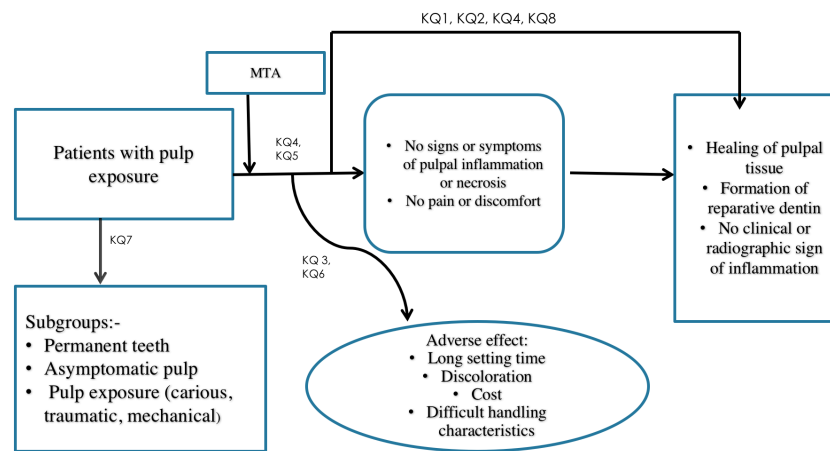 KQ1, KQ2, KQ4, KQ8
MTA
Patients with pulp
exposure
KQ4,
KQ5
• No signs or symptoms
of pulpal inflammation
or necrosis
• No pain or discomfort
• Healing of pulpal
tissue
• Formation of
reparative dentin
• No clinical or
radiographic sign
of inflammation
KQ7
KQ 3,
KQ6
Subgroups:-
• Permanent teeth
• Asymptomatic pulp
• Pulp exposure (carious,
traumatic, mechanical)
Adverse effect:
• Long setting time
• Discoloration
• Cost
• Difficult handling
characteristics